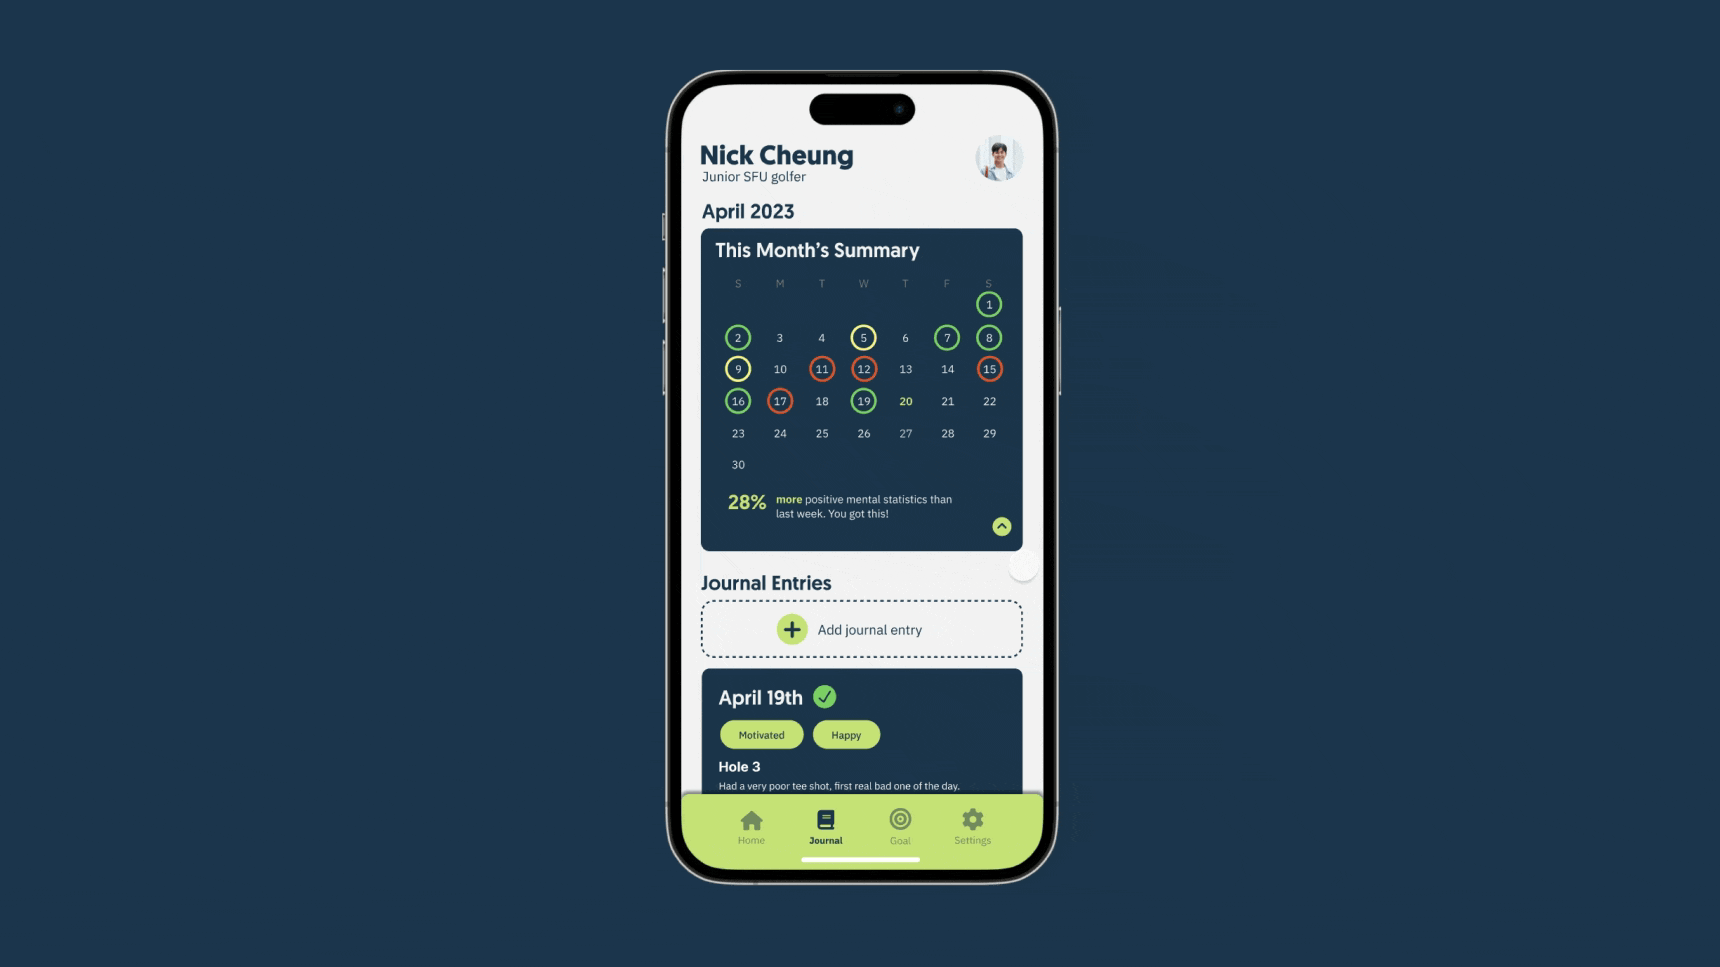 Nick Cheung
Junior SFU golfer
April 2023
This Month's Summary
S M T W T F S
1
2 3 4 5 6 7 8
9 10 11 12 13 14 15
16 17 18 19 20 21 22
23 24 25 26 27 28 29
30
28% more positive mental statistics than
last week. You got this!
Journal Entries
Add journal entry
April 19th
Motivated Happy
Hole 3
Had a very poor tee shot, first real bad one of the day.
Home Journal Goal Settings